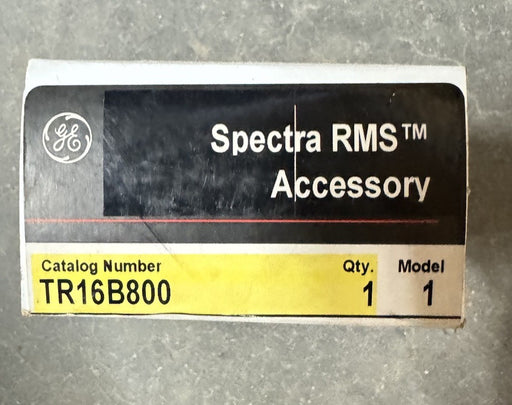 GE
Spectra RMS™
Accessory
Catalog Number Qty. Model
TR16B800 1 1